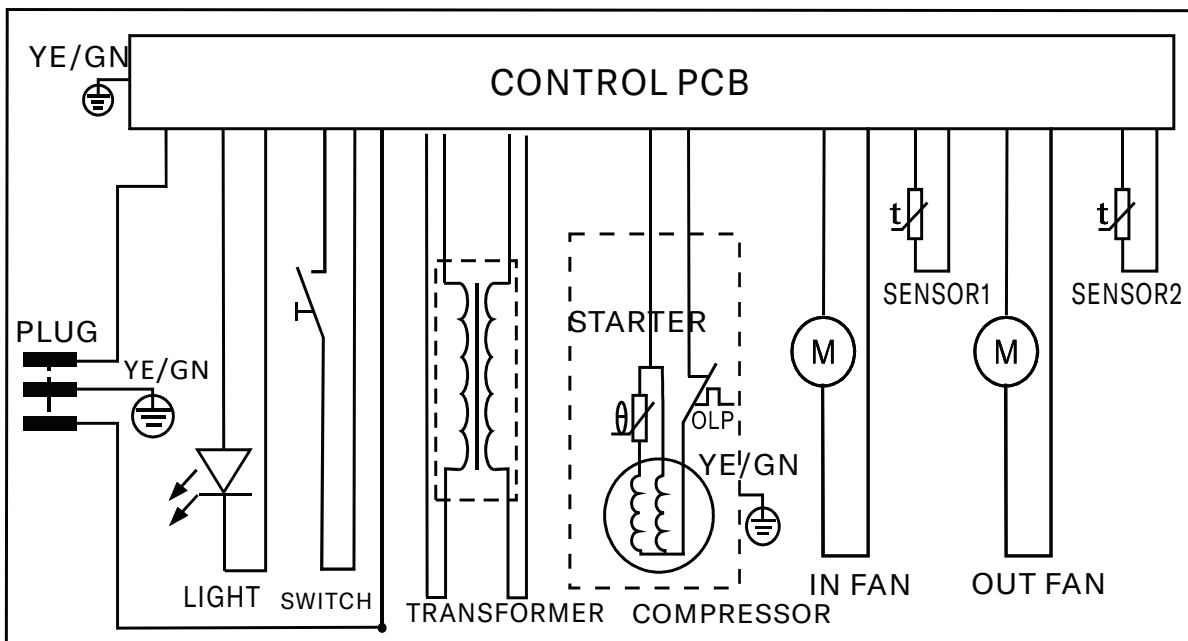 YE/GN
CONTROL PCB
t
t
SENSOR1
SENSOR2
PLUG
STARTER
M
M
YE/GN
θ
OLP
YE/GN
LIGHT
SWITCH
TRANSFORMER
COMPRESSOR
IN FAN
OUT FAN